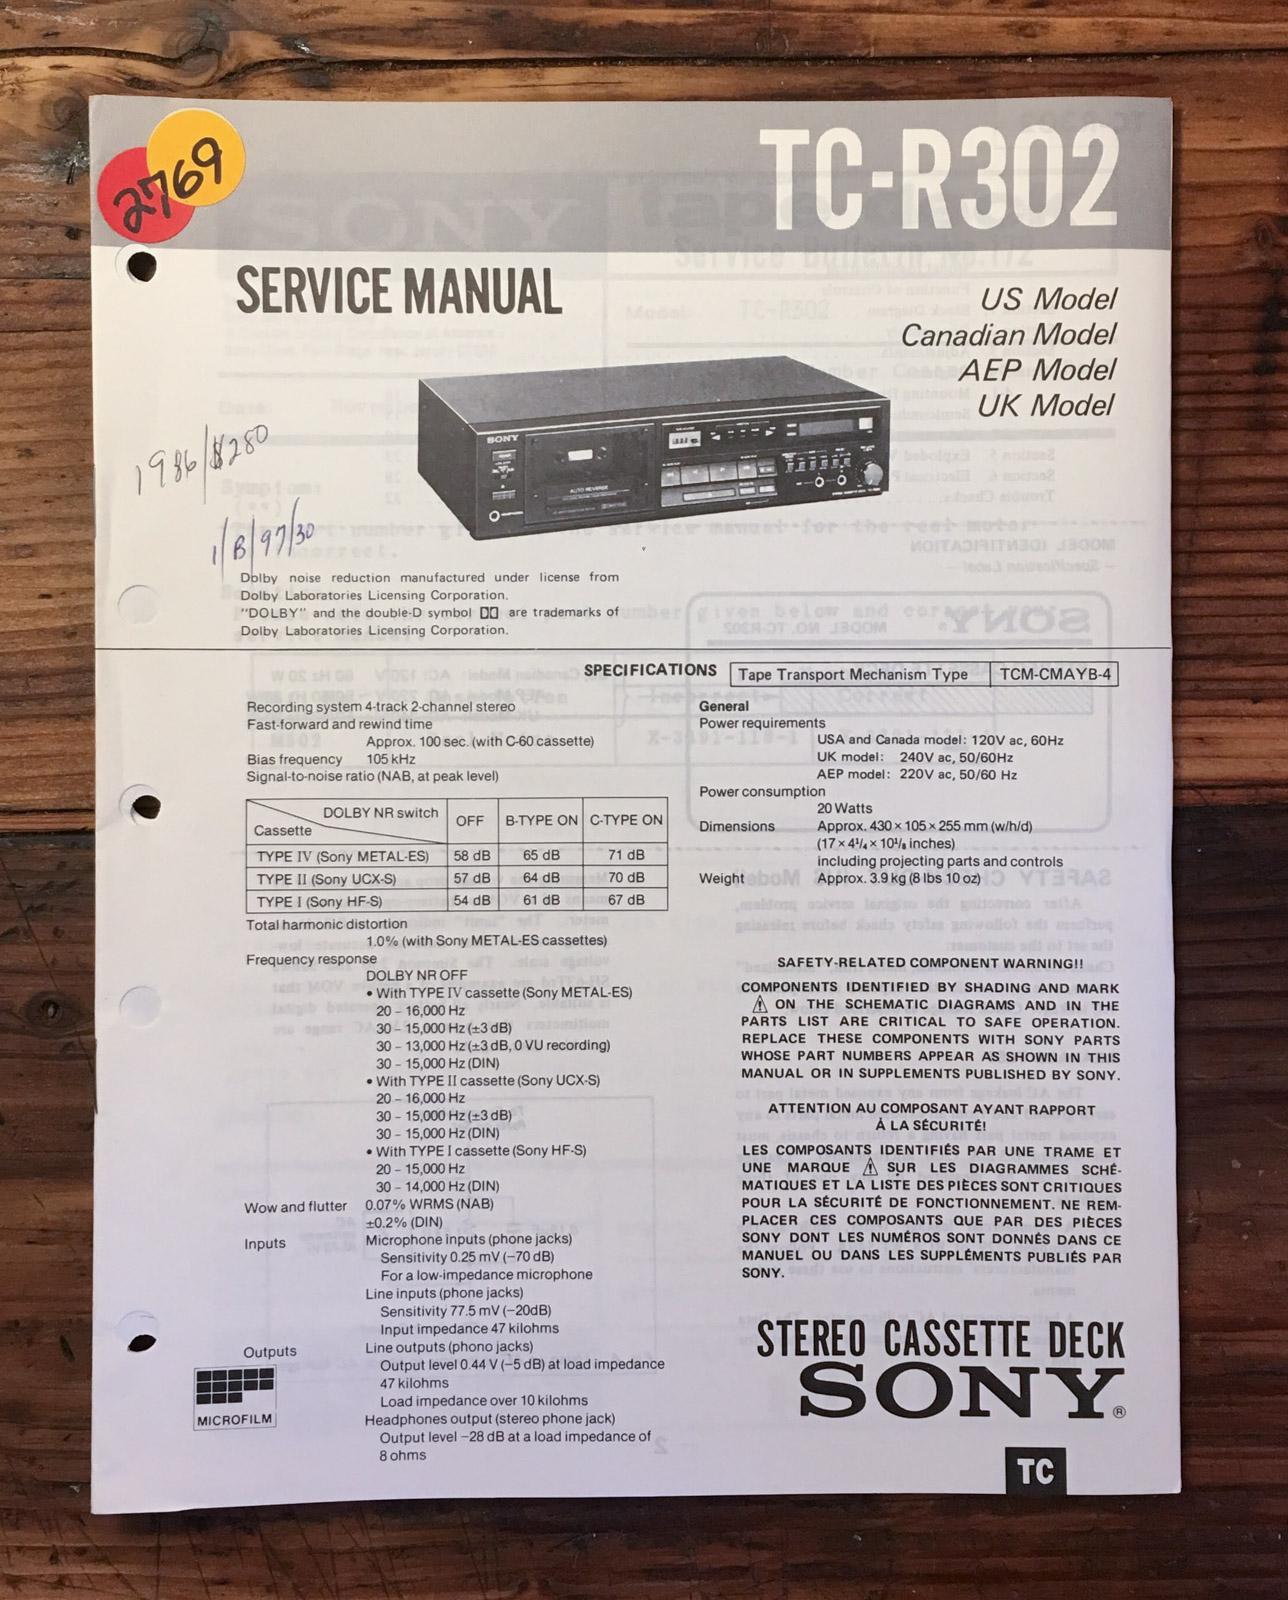 2769
TC-R302
SERVICE MANUAL
US Model
Canadian Model
AEP Model
UK Model
SONY
AUTO REVERSE
1986/$280
1/B/97/30
Dolby noise reduction manufactured under license from
Dolby Laboratories Licensing Corporation.
"DOLBY" and the double-D symbol are trademarks of
Dolby Laboratories Licensing Corporation.
SPECIFICATIONS
Tape Transport Mechanism Type TCM-CMAYB-4
Recording system 4-track 2-channel stereo
Fast-forward and rewind time
Approx. 100 sec. (with C-60 cassette)
Bias frequency 105 kHz
Signal-to-noise ratio (NAB, at peak level)
DOLBY NR switch
Cassette
OFF B-TYPE ON C-TYPE ON
TYPE IV (Sony METAL-ES) 58 dB 65 dB 71 dB
TYPE II (Sony UCX-S) 57 dB 64 dB 70 dB
TYPE I (Sony HF-S) 54 dB 61 dB 67 dB
Total harmonic distortion
1.0% (with Sony METAL-ES cassettes)
Frequency response
DOLBY NR OFF
• With TYPE IV cassette (Sony METAL-ES)
20 – 16,000 Hz
30 – 15,000 Hz (±3 dB)
30 – 13,000 Hz (±3 dB, 0 VU recording)
30 – 15,000 Hz (DIN)
• With TYPE II cassette (Sony UCX-S)
20 – 16,000 Hz
30 – 15,000 Hz (±3 dB)
30 – 15,000 Hz (DIN)
• With TYPE I cassette (Sony HF-S)
20 – 15,000 Hz
30 – 14,000 Hz (DIN)
Wow and flutter 0.07% WRMS (NAB)
±0.2% (DIN)
Inputs Microphone inputs (phone jacks)
Sensitivity 0.25 mV (–70 dB)
For a low-impedance microphone
Line inputs (phono jacks)
Sensitivity 77.5 mV (–20dB)
Input impedance 47 kilohms
Outputs Line outputs (phono jacks)
Output level 0.44 V (–5 dB) at load impedance
47 kilohms
Load impedance over 10 kilohms
Headphones output (stereo phone jack)
Output level –28 dB at a load impedance of
8 ohms
MICROFILM
General
Power requirements
USA and Canada model: 120V ac, 60Hz
UK model: 240V ac, 50/60Hz
AEP model: 220V ac, 50/60 Hz
Power consumption
20 Watts
Dimensions Approx. 430 × 105 × 255 mm (w/h/d)
(17 × 4¹/₄ × 10¹/₈ inches)
including projecting parts and controls
Weight Approx. 3.9 kg (8 lbs 10 oz)
SAFETY-RELATED COMPONENT WARNING!!
COMPONENTS IDENTIFIED BY SHADING AND MARK
⚠ ON THE SCHEMATIC DIAGRAMS AND IN THE
PARTS LIST ARE CRITICAL TO SAFE OPERATION.
REPLACE THESE COMPONENTS WITH SONY PARTS
WHOSE PART NUMBERS APPEAR AS SHOWN IN THIS
MANUAL OR IN SUPPLEMENTS PUBLISHED BY SONY.
ATTENTION AU COMPOSANT AYANT RAPPORT
À LA SÉCURITÉ!
LES COMPOSANTS IDENTIFIÉS PAR UNE TRAME ET
UNE MARQUE ⚠ SUR LES DIAGRAMMES SCHÉ-
MATIQUES ET LA LISTE DES PIÈCES SONT CRITIQUES
POUR LA SÉCURITÉ DE FONCTIONNEMENT. NE REM-
PLACER CES COMPOSANTS QUE PAR DES PIÈCES
SONY DONT LES NUMÉROS SONT DONNÉS DANS CE
MANUEL OU DANS LES SUPPLÉMENTS PUBLIÉS PAR
SONY.
STEREO CASSETTE DECK
SONY®
TC